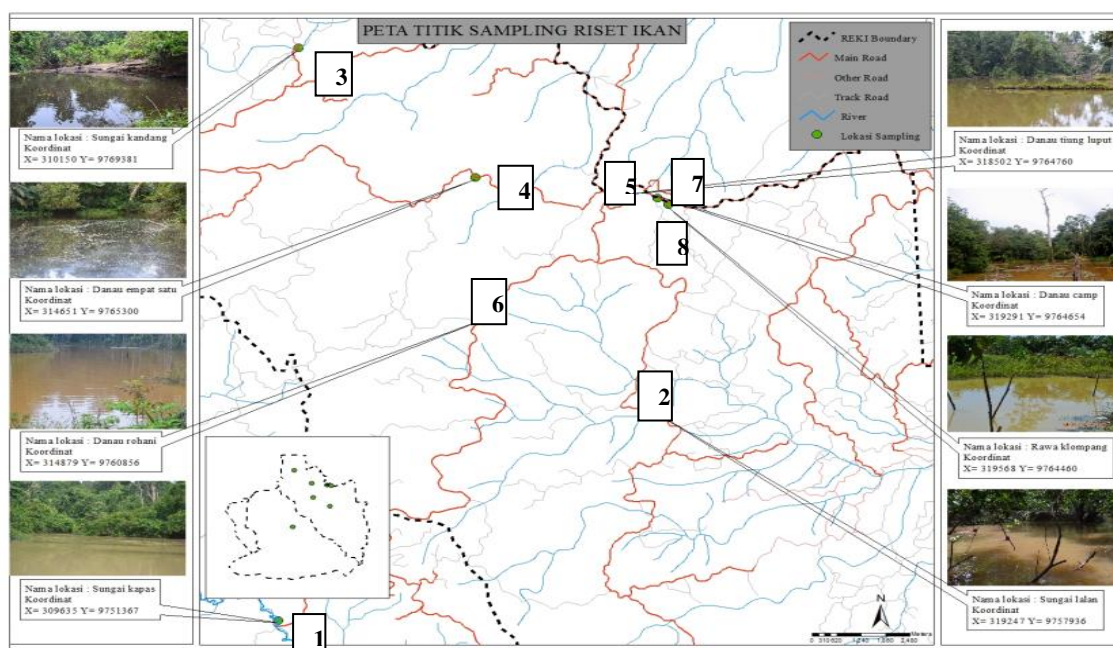 PETA TITIK SAMPLING RISET IKAN
REKI Boundary
Main Road
Other Road
Track Road
River
Lokasi Sampling
Nama lokasi : Sungai kandang
Koordinat
X= 310150 Y= 9769381
Nama lokasi : Danau empat satu
Koordinat
X= 314651 Y= 9765300
Nama lokasi : Danau rohani
Koordinat
X= 314879 Y= 9760856
Nama lokasi : Sungai kapas
Koordinat
X= 309635 Y= 9751367
3
4
5
7
8
6
2
1
Nama lokasi : Danau tiung luput
Koordinat
X= 318502 Y= 9764760
Nama lokasi : Danau camp
Koordinat
X= 319291 Y= 9764654
Nama lokasi : Rawa klompang
Koordinat
X= 319568 Y= 9764460
Nama lokasi : Sungai lalan
Koordinat
X= 319247 Y= 9757936
N